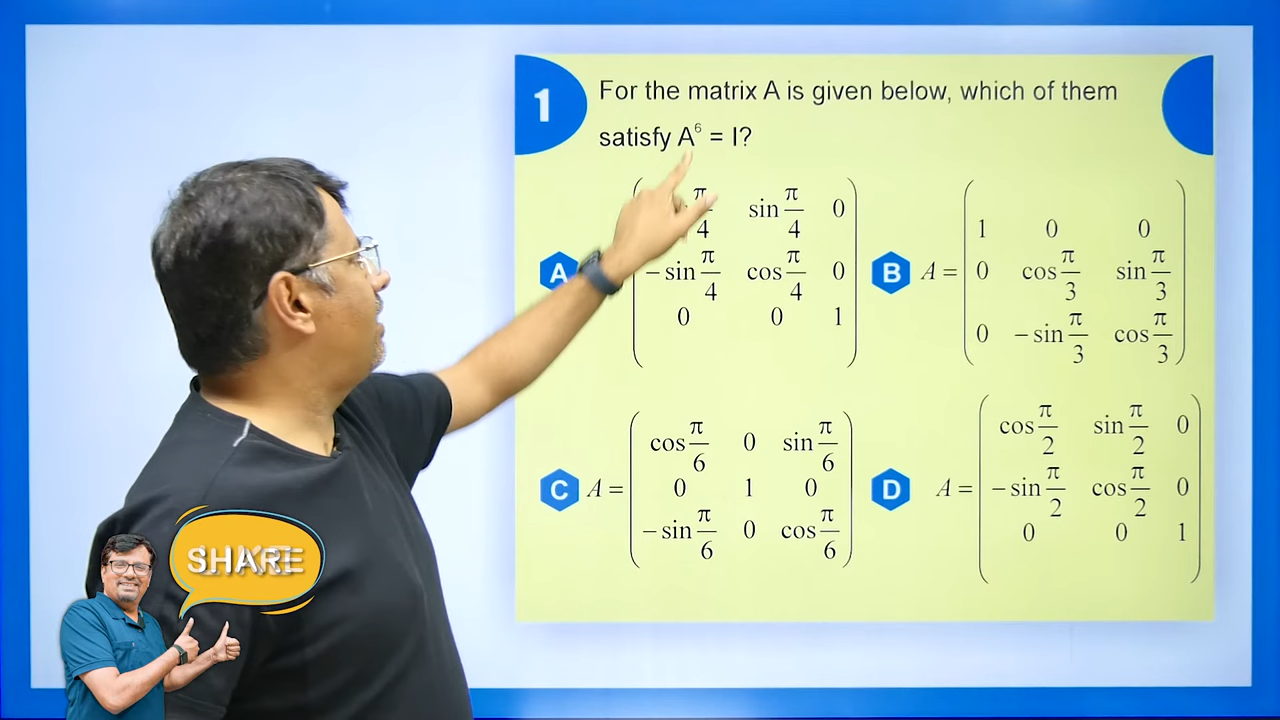 1
For the matrix A is given below, which of them
satisfy A⁶ = I?
A
π/4 sin π/4 0
− sin π/4 cos π/4 0
0 0 1
B A =
1 0 0
0 cos π/3 sin π/3
0 − sin π/3 cos π/3
C A =
cos π/6 0 sin π/6
0 1 0
− sin π/6 0 cos π/6
D A =
cos π/2 sin π/2 0
− sin π/2 cos π/2 0
0 0 1
SHARE